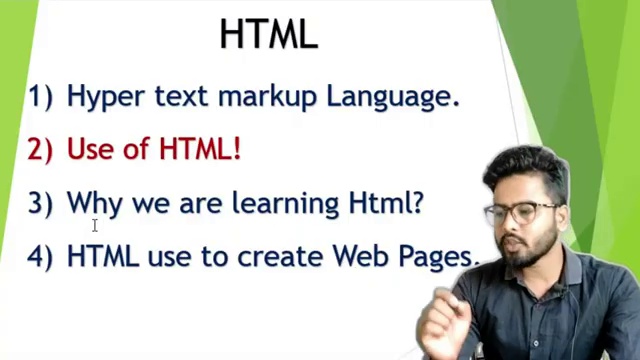 HTML
1) Hyper text markup Language.
2) Use of HTML!
3) Why we are learning Html?
4) HTML use to create Web Pages.